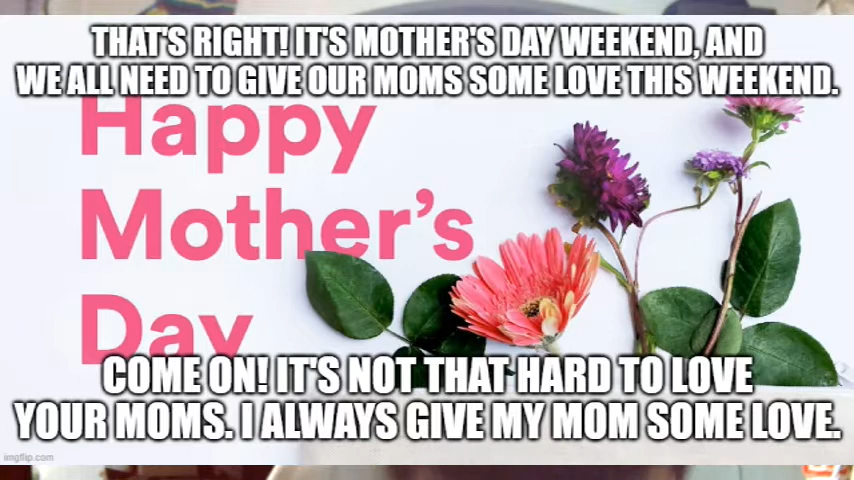 THAT'S RIGHT! IT'S MOTHER'S DAY WEEKEND, AND
WE ALL NEED TO GIVE OUR MOMS SOME LOVE THIS WEEKEND.
Happy
Mother's
Day
COME ON! IT'S NOT THAT HARD TO LOVE
YOUR MOMS. I ALWAYS GIVE MY MOM SOME LOVE.
imgflip.com